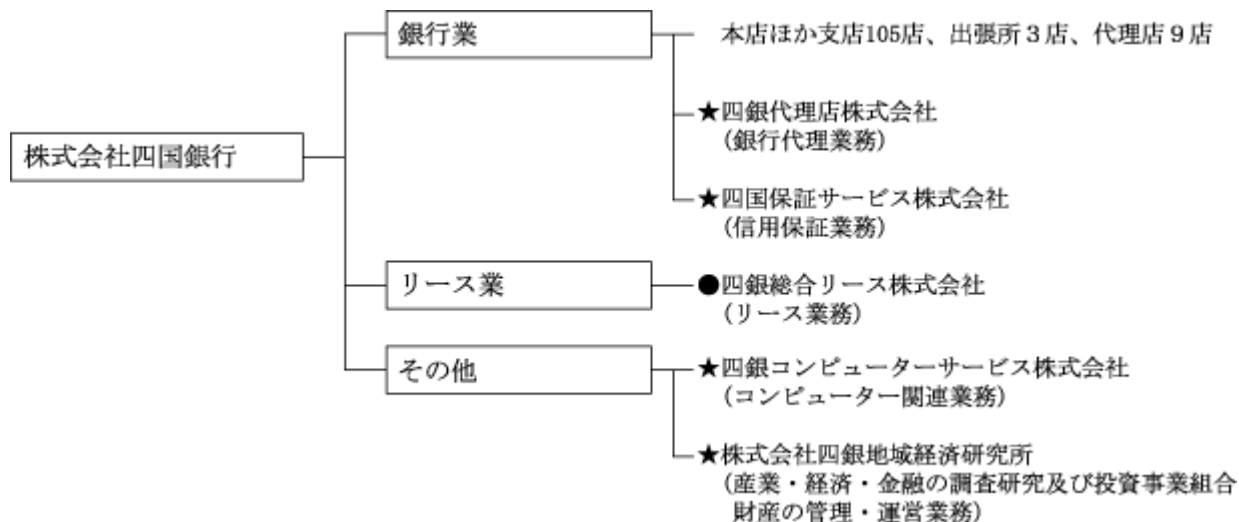 銀行業
本店ほか支店105店、出張所３店、代理店９店
★四銀代理店株式会社
(銀行代理業務)
株式会社四国銀行
★四国保証サービス株式会社
(信用保証業務)
リース業
●四銀総合リース株式会社
(リース業務)
その他
★四銀コンピューターサービス株式会社
(コンピューター関連業務)
★株式会社四銀地域経済研究所
(産業・経済・金融の調査研究及び投資事業組合
財産の管理・運営業務)